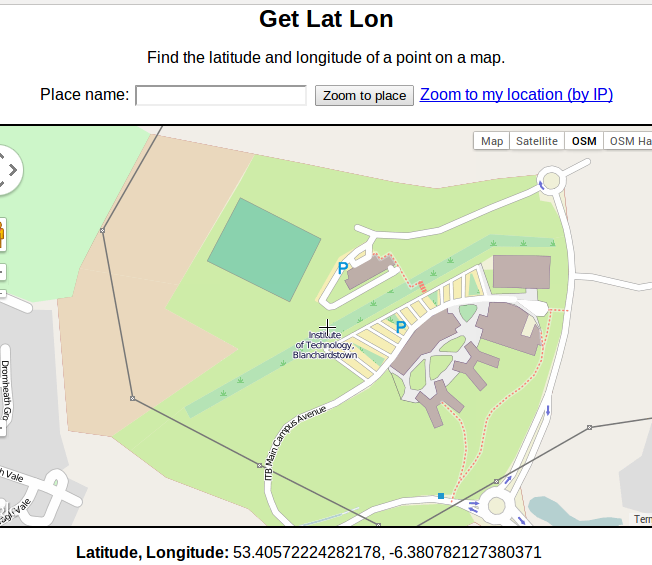 Get Lat Lon
Find the latitude and longitude of a point on a map.
Place name: Zoom to place Zoom to my location (by IP)
Map Satellite OSM OSM Ha
P
P
Institute
of Technology,
Blanchardstown
ITB Main Campus Avenue
Dromheath Gro
h Vale
Vale
Term
Latitude, Longitude: 53.40572224282178, -6.380782127380371